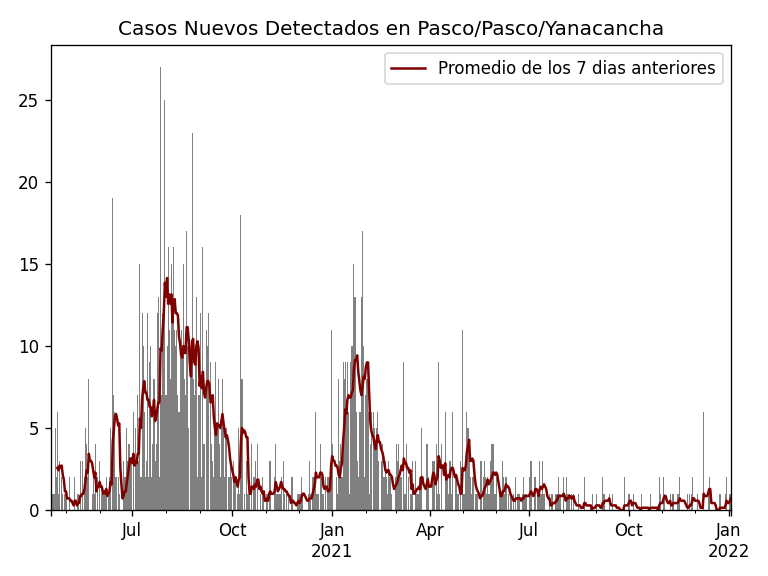 Casos Nuevos Detectados en Pasco/Pasco/Yanacancha
Promedio de los 7 dias anteriores
25
20
15
10
5
0
Jul
Oct
Jan
2021
Apr
Jul
Oct
Jan
2022